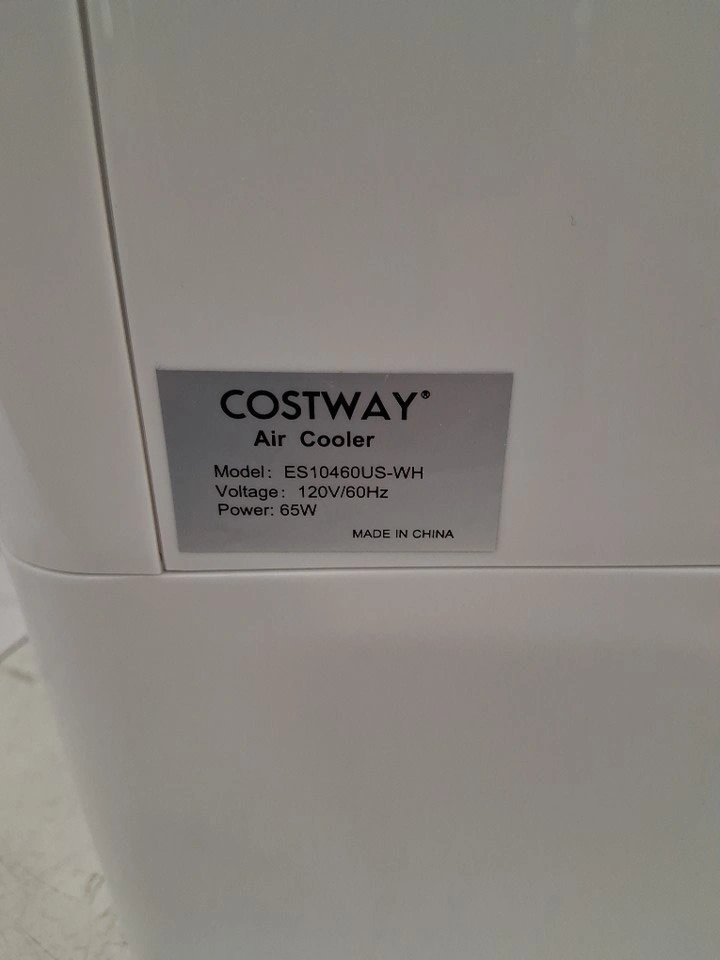 COSTWAY®
Air Cooler
Model: ES10460US-WH
Voltage: 120V/60Hz
Power: 65W
MADE IN CHINA